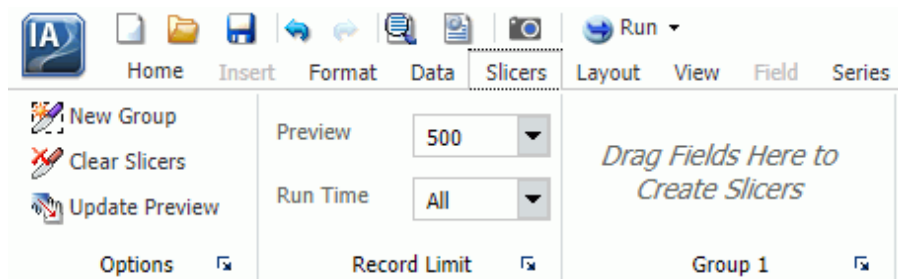 IA
Run
Home Insert Format Data Slicers Layout View Field Series
New Group
Clear Slicers
Update Preview
Options
Preview 500
Run Time All
Record Limit
Drag Fields Here to
Create Slicers
Group 1